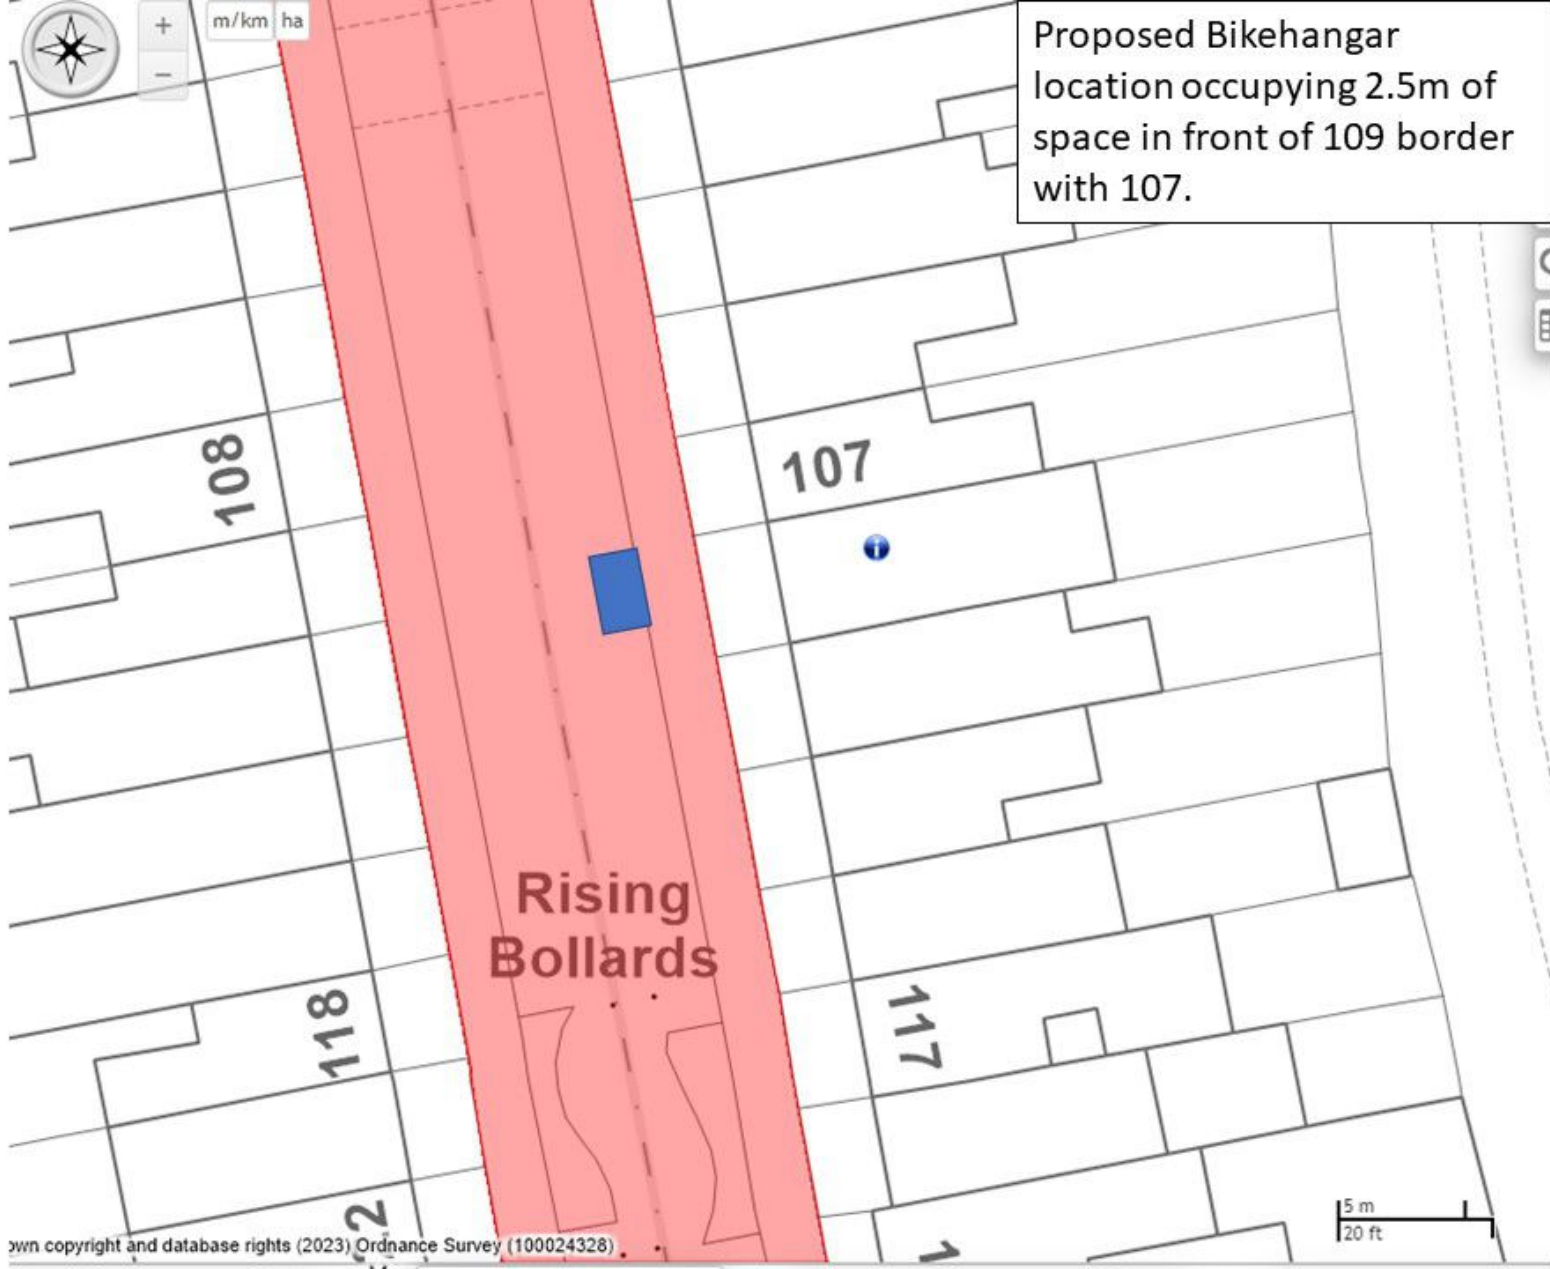 m/km ha
Proposed Bikehangar
location occupying 2.5m of
space in front of 109 border
with 107.
108
107
Rising
Bollards
118
117
5 m
20 ft
own copyright and database rights (2023) Ordnance Survey (100024328)